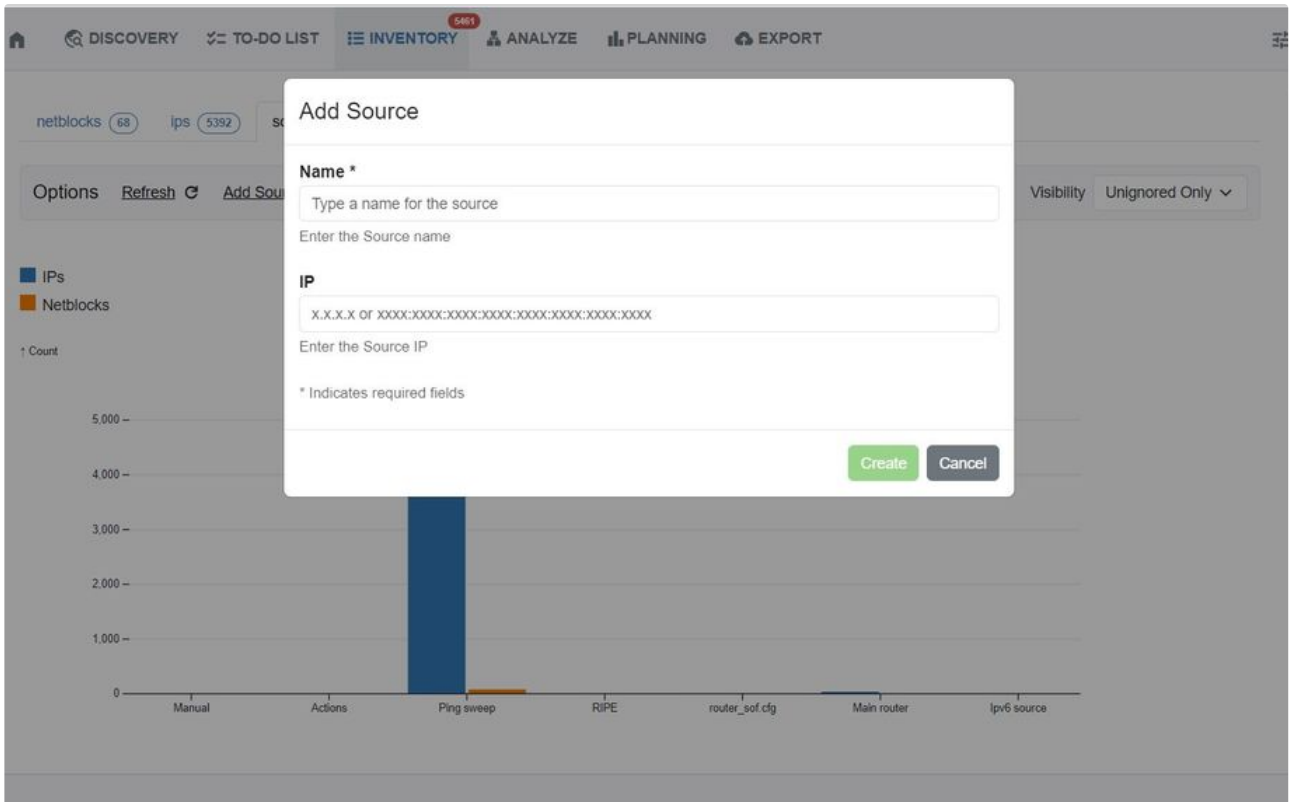 DISCOVERY TO-DO LIST INVENTORY 5461 ANALYZE PLANNING EXPORT
netblocks 68 ips 5392
Add Source
Options Refresh Add Sou Visibility Unignored Only
Name *
Type a name for the source
Enter the Source name
IP
x.x.x.x or xxxx:xxxx:xxxx:xxxx:xxxx:xxxx:xxxx:xxxx
Enter the Source IP
* Indicates required fields
Create Cancel
IPs
Netblocks
↑ Count
5,000
4,000
3,000
2,000
1,000
0
Manual Actions Ping sweep RIPE router_sof.cfg Main router Ipv6 source